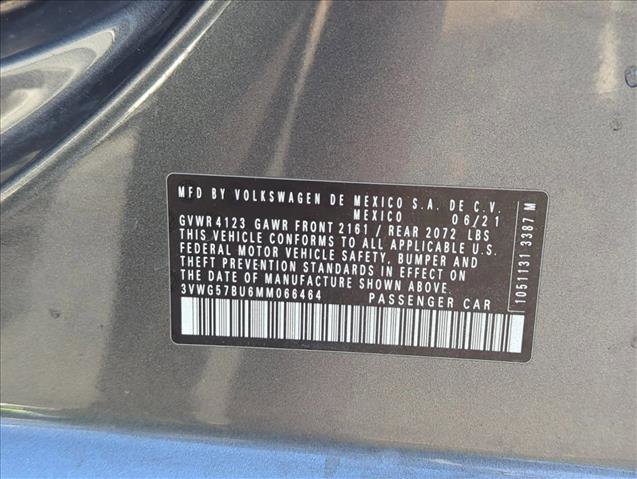 MFD BY VOLKSWAGEN DE MEXICO S.A. DE C.V.
MEXICO 06/21
GVWR 4123 GAWR FRONT 2161 / REAR 2072 LBS
THIS VEHICLE CONFORMS TO ALL APPLICABLE U.S.
FEDERAL MOTOR VEHICLE SAFETY, BUMPER AND
THEFT PREVENTION STANDARDS IN EFFECT ON
THE DATE OF MANUFACTURE SHOWN ABOVE.
3VWG57BU6MM066464 PASSENGER CAR
1051131 3387 M